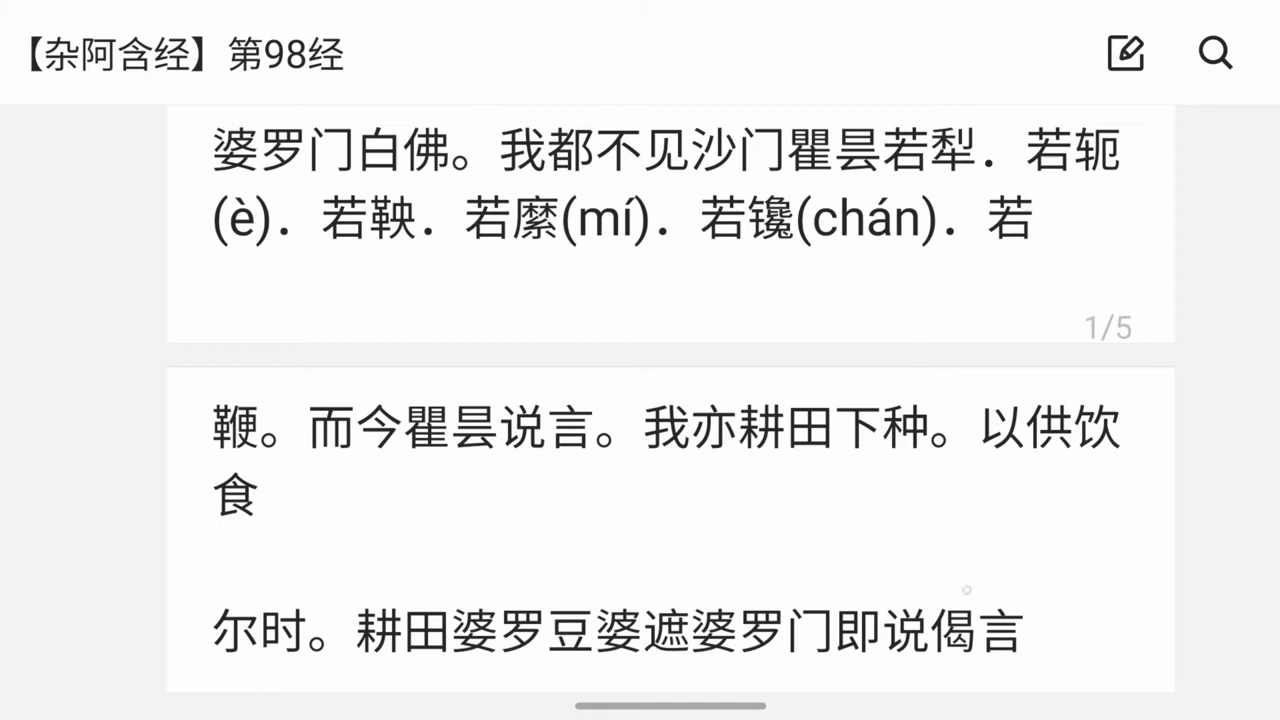 【杂阿含经】第98经
婆罗门白佛。我都不见沙门瞿昙若犁．若轭
(è)．若鞅．若縻(mí)．若镵(chán)．若
1/5
鞭。而今瞿昙说言。我亦耕田下种。以供饮
食
尔时。耕田婆罗豆婆遮婆罗门即说偈言